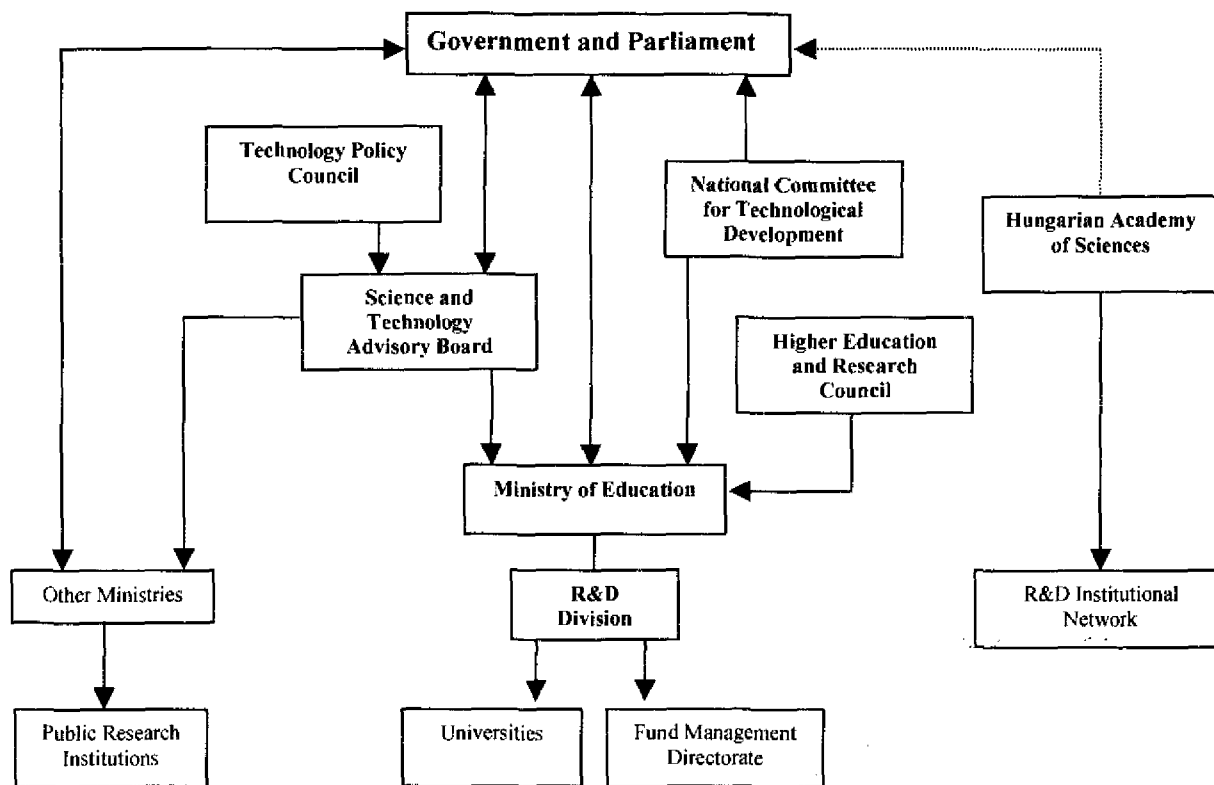 Government and Parliament
Technology Policy
Council
National Committee
for Technological
Development
Hungarian Academy
of Sciences
Science and
Technology
Advisory Board
Higher Education
and Research
Council
Ministry of Education
Other Ministries
R&D
Division
R&D Institutional
Network
Public Research
Institutions
Universities
Fund Management
Directorate